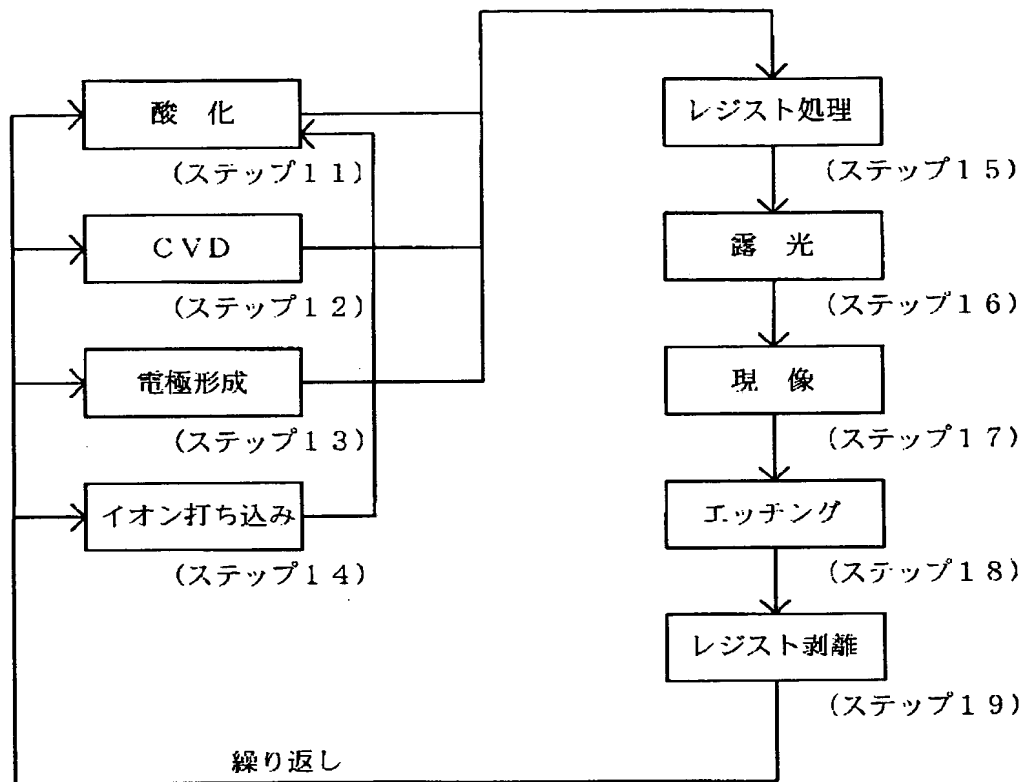 酸 化
(ステップ11)
CVD
(ステップ12)
電極形成
(ステップ13)
イオン打ち込み
(ステップ14)
レジスト処理
(ステップ15)
露 光
(ステップ16)
現 像
(ステップ17)
エッチング
(ステップ18)
レジスト剥離
(ステップ19)
繰り返し